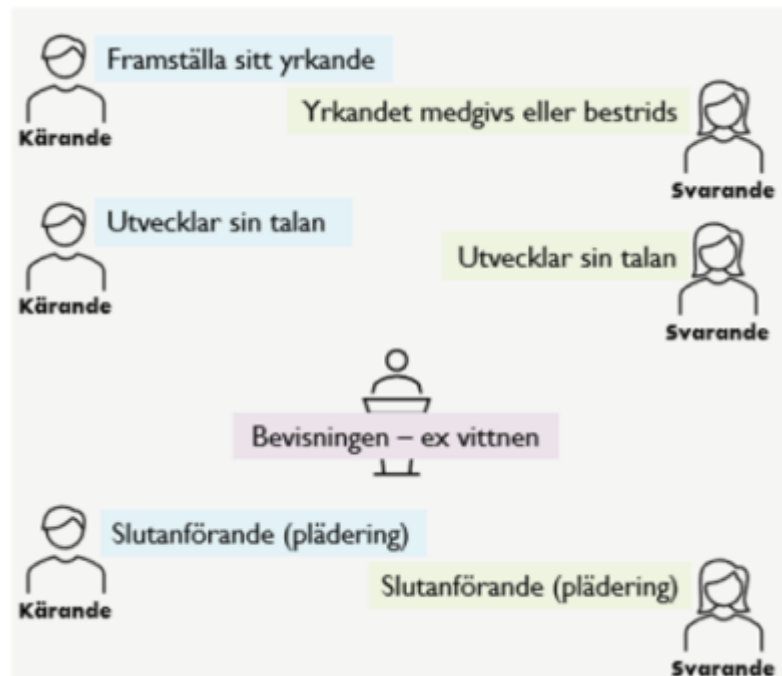 Framställa sitt yrkande
Kärande
Yrkandet medgivs eller bestrids
Svarande
Utvecklar sin talan
Kärande
Utvecklar sin talan
Svarande
Bevisningen – ex vittnen
Slutanförande (plädering)
Kärande
Slutanförande (plädering)
Svarande